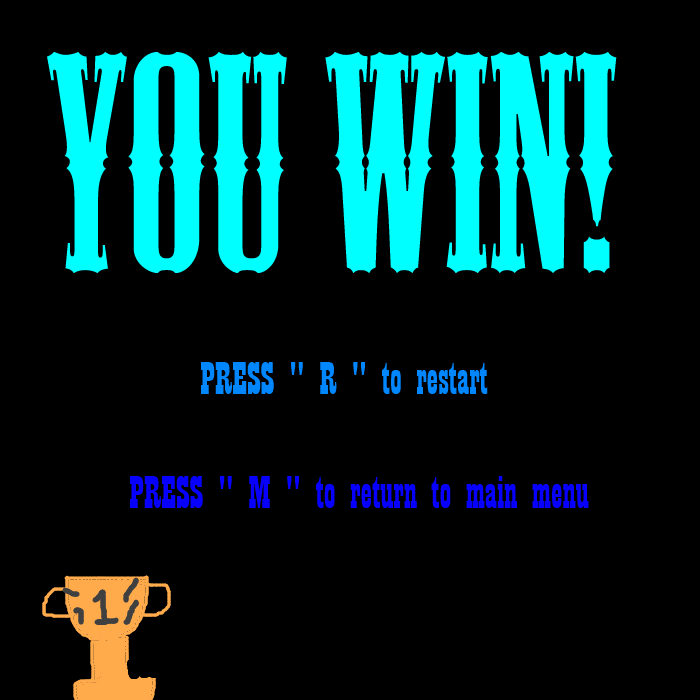 YOU WIN!
PRESS " R " to restart
PRESS " M " to return to main menu
1